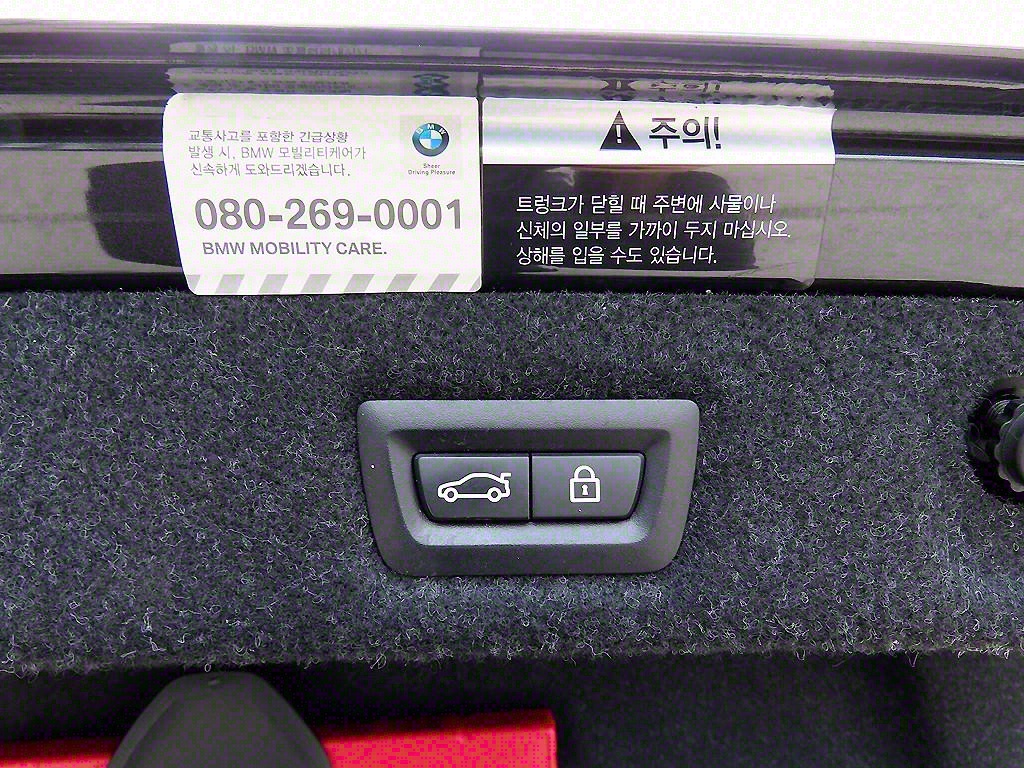 교통사고를 포함한 긴급상황
발생 시, BMW 모빌리티케어가
신속하게 도와드리겠습니다.
BMW
Sheer
Driving Pleasure
080-269-0001
BMW MOBILITY CARE.
주의!
트렁크가 닫힐 때 주변에 사물이나
신체의 일부를 가까이 두지 마십시오.
상해를 입을 수도 있습니다.